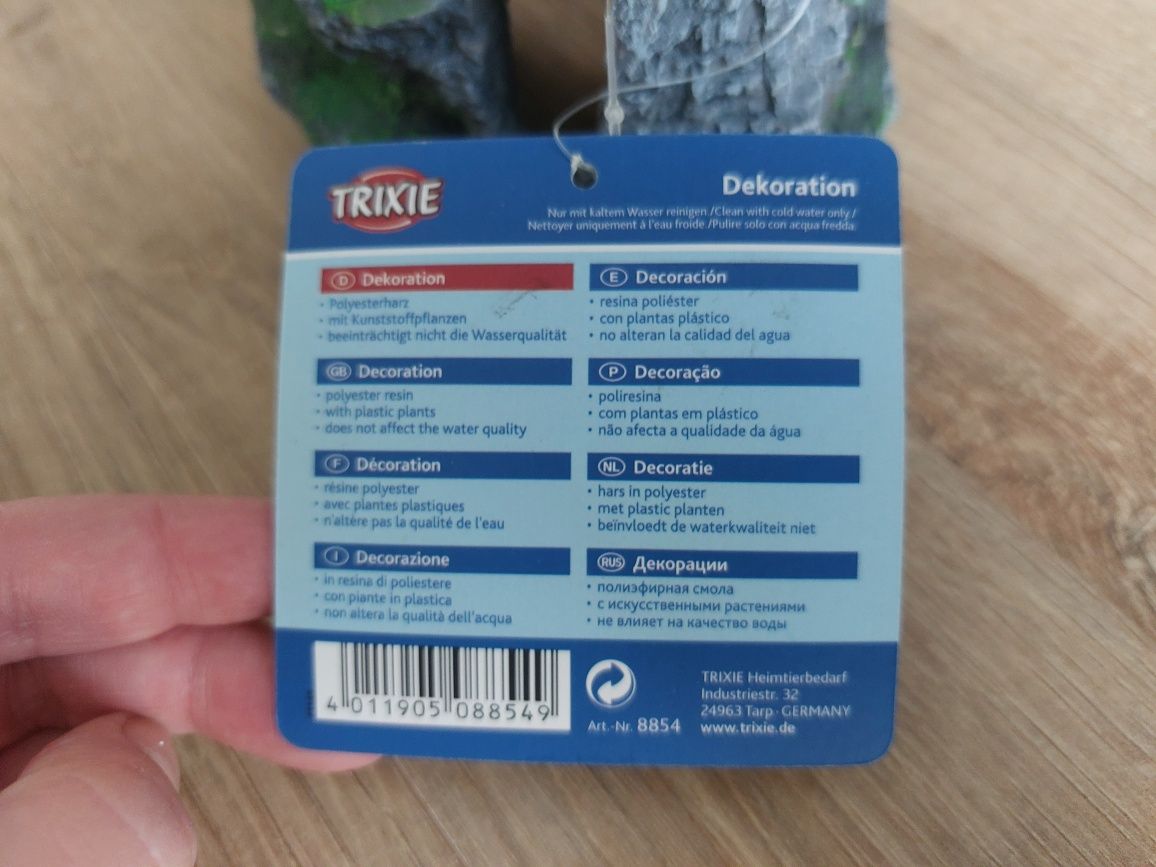 TRIXIE
Dekoration
Nur mit kaltem Wasser reinigen /Clean with cold water only /
Nettoyer uniquement à l'eau froide /Pulire solo con acqua fredda.
D Dekoration
• Polyesterharz
• mit Kunststoffpflanzen
• beeinträchtigt nicht die Wasserqualität
GB Decoration
• polyester resin
• with plastic plants
• does not affect the water quality
F Décoration
• résine polyester
• avec plantes plastiques
• n'altère pas la qualité de l'eau
I Decorazione
• in resina di poliestere
• con piante in plastica
• non altera la qualità dell'acqua
E Decoración
• resina poliéster
• con plantas plástico
• no alteran la calidad del agua
P Decoração
• poliresina
• com plantas em plástico
• não afecta a qualidade da água
NL Decoratie
• hars in polyester
• met plastic planten
• beïnvloedt de waterkwaliteit niet
RUS Декорации
• полиэфирная смола
• с искусственными растениями
• не влияет на качество воды
4 011905 088549
Art.-Nr. 8854
TRIXIE Heimtierbedarf
Industriestr. 32
24963 Tarp · GERMANY
www.trixie.de